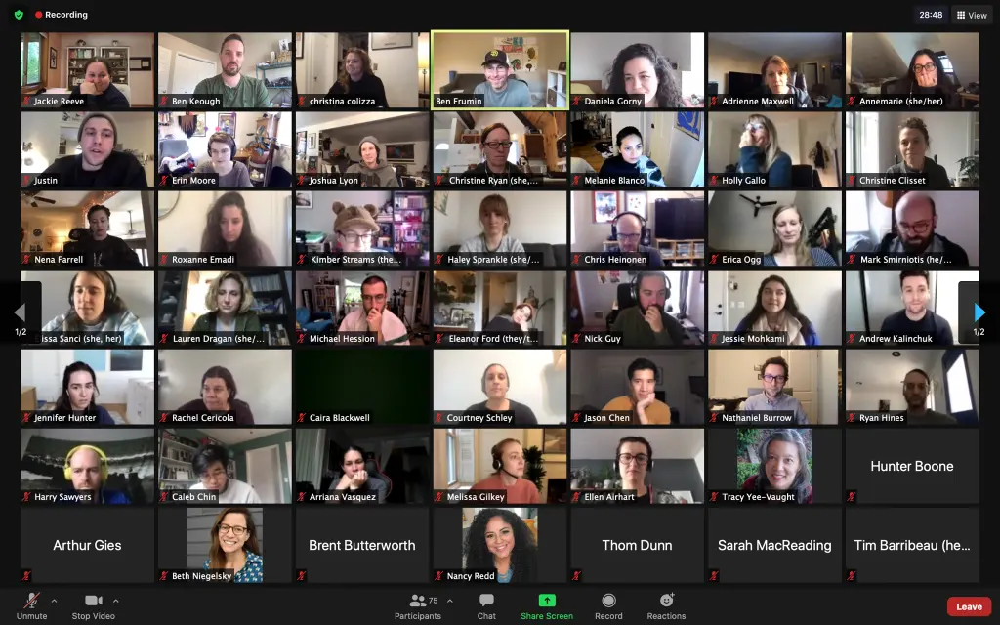 Recording
28:48
View
Jackie Reeve
Ben Keough
christina colizza
Ben Frumin
Daniela Gorny
Adrienne Maxwell
Annemarie (she/her)
Justin
Erin Moore
Joshua Lyon
Christine Ryan (she,...
Melanie Blanco
Holly Gallo
Christine Clisset
Nena Farrell
Roxanne Emadi
Kimber Streams (the...
Haley Sprankle (she/...
Chris Heinonen
Erica Ogg
Mark Smirniotis (he/...
issa Sanci (she, her)
Lauren Dragan (she/...
Michael Hession
Eleanor Ford (they/t...
Nick Guy
Jessie Mohkami
Andrew Kalinchuk
1/2
1/2
Jennifer Hunter
Rachel Cericola
Caira Blackwell
Courtney Schley
Jason Chen
Nathaniel Burrow
Ryan Hines
Harry Sawyers
Caleb Chin
Arriana Vasquez
Melissa Gilkey
Ellen Airhart
Tracy Yee-Vaught
Hunter Boone
Arthur Gies
Beth Niegelsky
Brent Butterworth
Nancy Redd
Thom Dunn
Sarah MacReading
Tim Barribeau (he...
Unmute
Stop Video
75
Participants
Chat
Share Screen
Record
Reactions
Leave